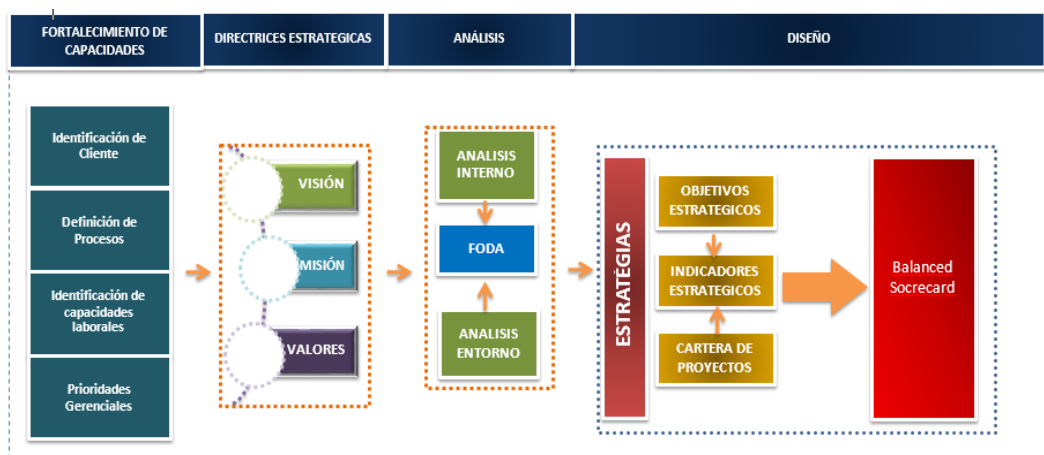 FORTALECIMIENTO DE
CAPACIDADES
DIRECTRICES ESTRATEGICAS
ANÁLISIS
DISEÑO
Identificación de
Cliente
Definición de
Procesos
Identificación de
capacidades
laborales
Prioridades
Gerenciales
VISIÓN
MISIÓN
VALORES
ANALISIS
INTERNO
FODA
ANALISIS
ENTORNO
ESTRATÉGIAS
OBJETIVOS
ESTRATEGICOS
INDICADORES
ESTRATEGICOS
CARTERA DE
PROYECTOS
Balanced
Socrecard